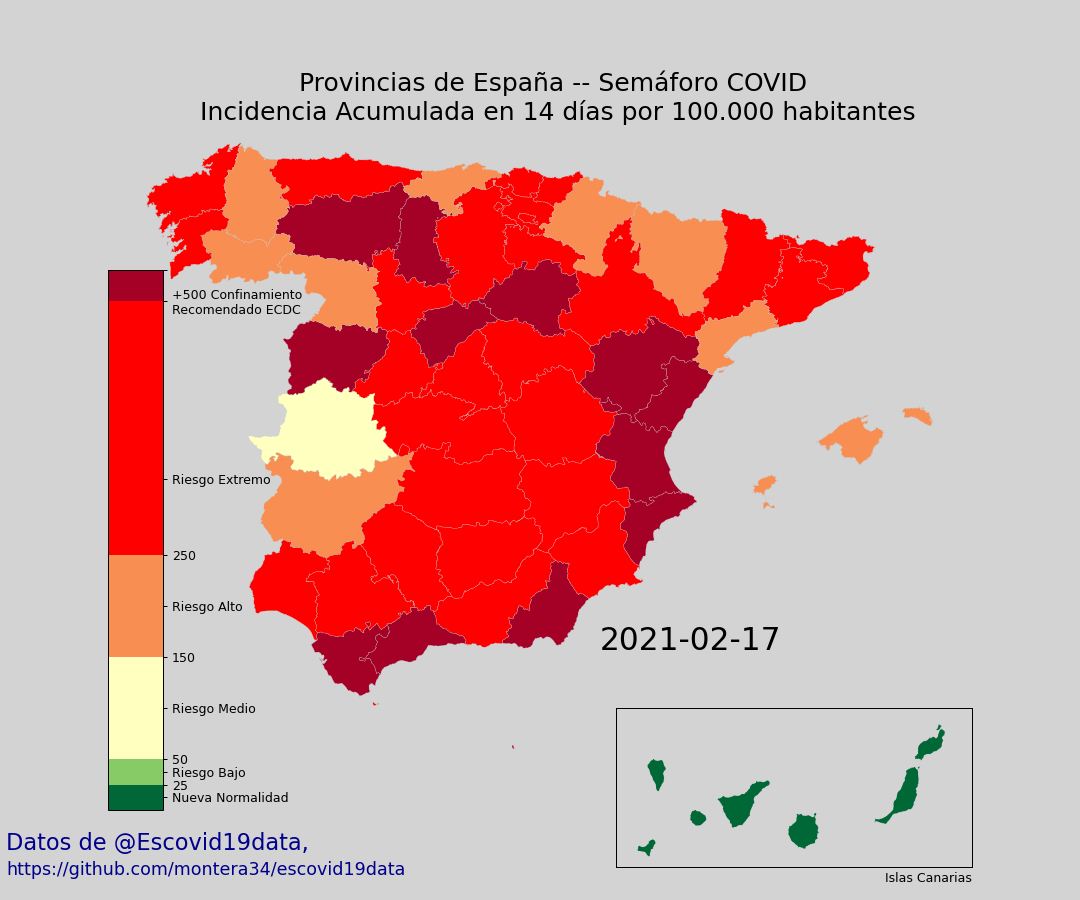 Provincias de España -- Semáforo COVID
Incidencia Acumulada en 14 días por 100.000 habitantes
+500 Confinamiento
Recomendado ECDC
Riesgo Extremo
250
Riesgo Alto
150
Riesgo Medio
50
Riesgo Bajo
25
Nueva Normalidad
2021-02-17
Islas Canarias
Datos de @Escovid19data,
https://github.com/montera34/escovid19data